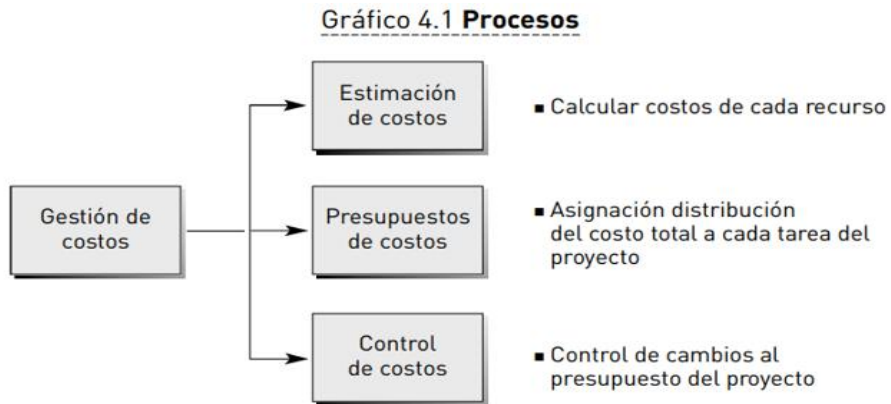 Gráfico 4.1 Procesos
Estimación
de costos
■ Calcular costos de cada recurso
Gestión de
costos
Presupuestos
de costos
■ Asignación distribución
del costo total a cada tarea del
proyecto
Control
de costos
■ Control de cambios al
presupuesto del proyecto